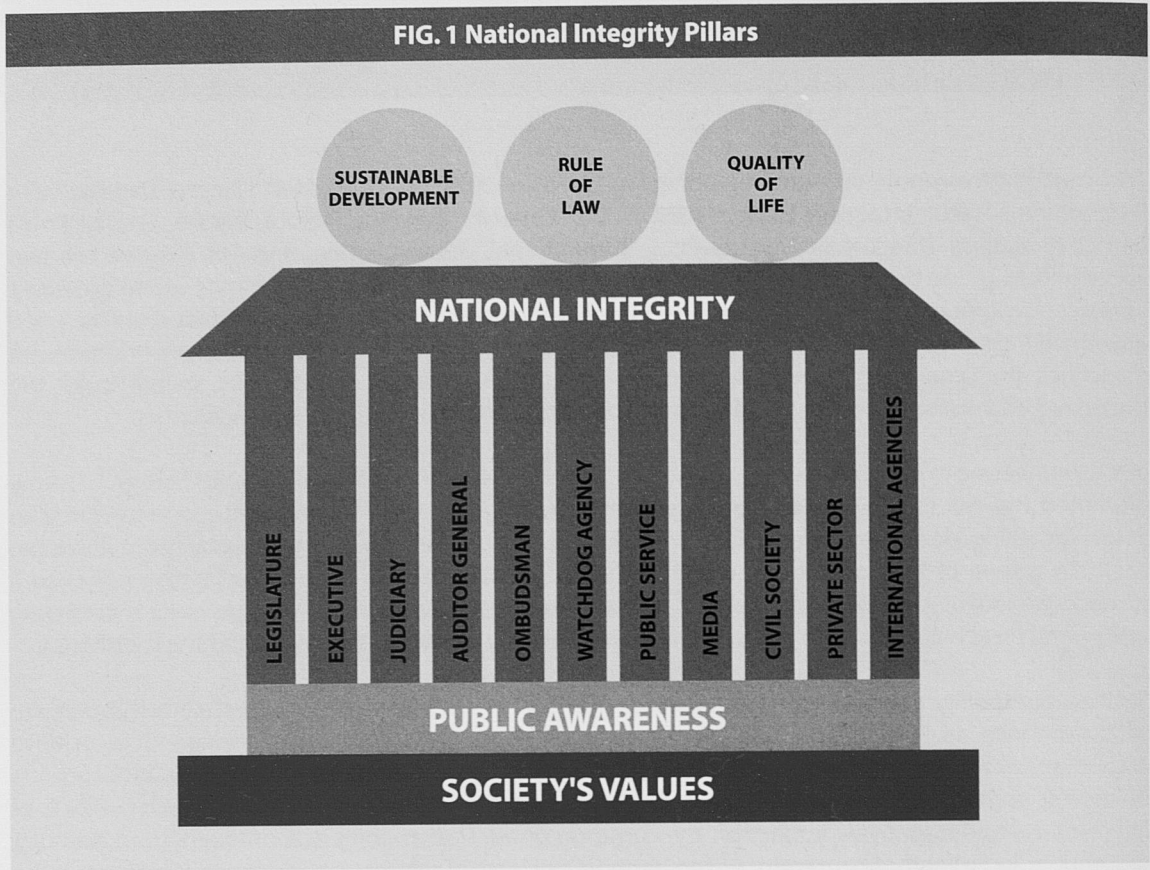 FIG. 1 National Integrity Pillars
SUSTAINABLE
DEVELOPMENT
RULE
OF
LAW
QUALITY
OF
LIFE
NATIONAL INTEGRITY
LEGISLATURE
EXECUTIVE
JUDICIARY
AUDITOR GENERAL
OMBUDSMAN
WATCHDOG AGENCY
PUBLIC SERVICE
MEDIA
CIVIL SOCIETY
PRIVATE SECTOR
INTERNATIONAL AGENCIES
PUBLIC AWARENESS
SOCIETY'S VALUES